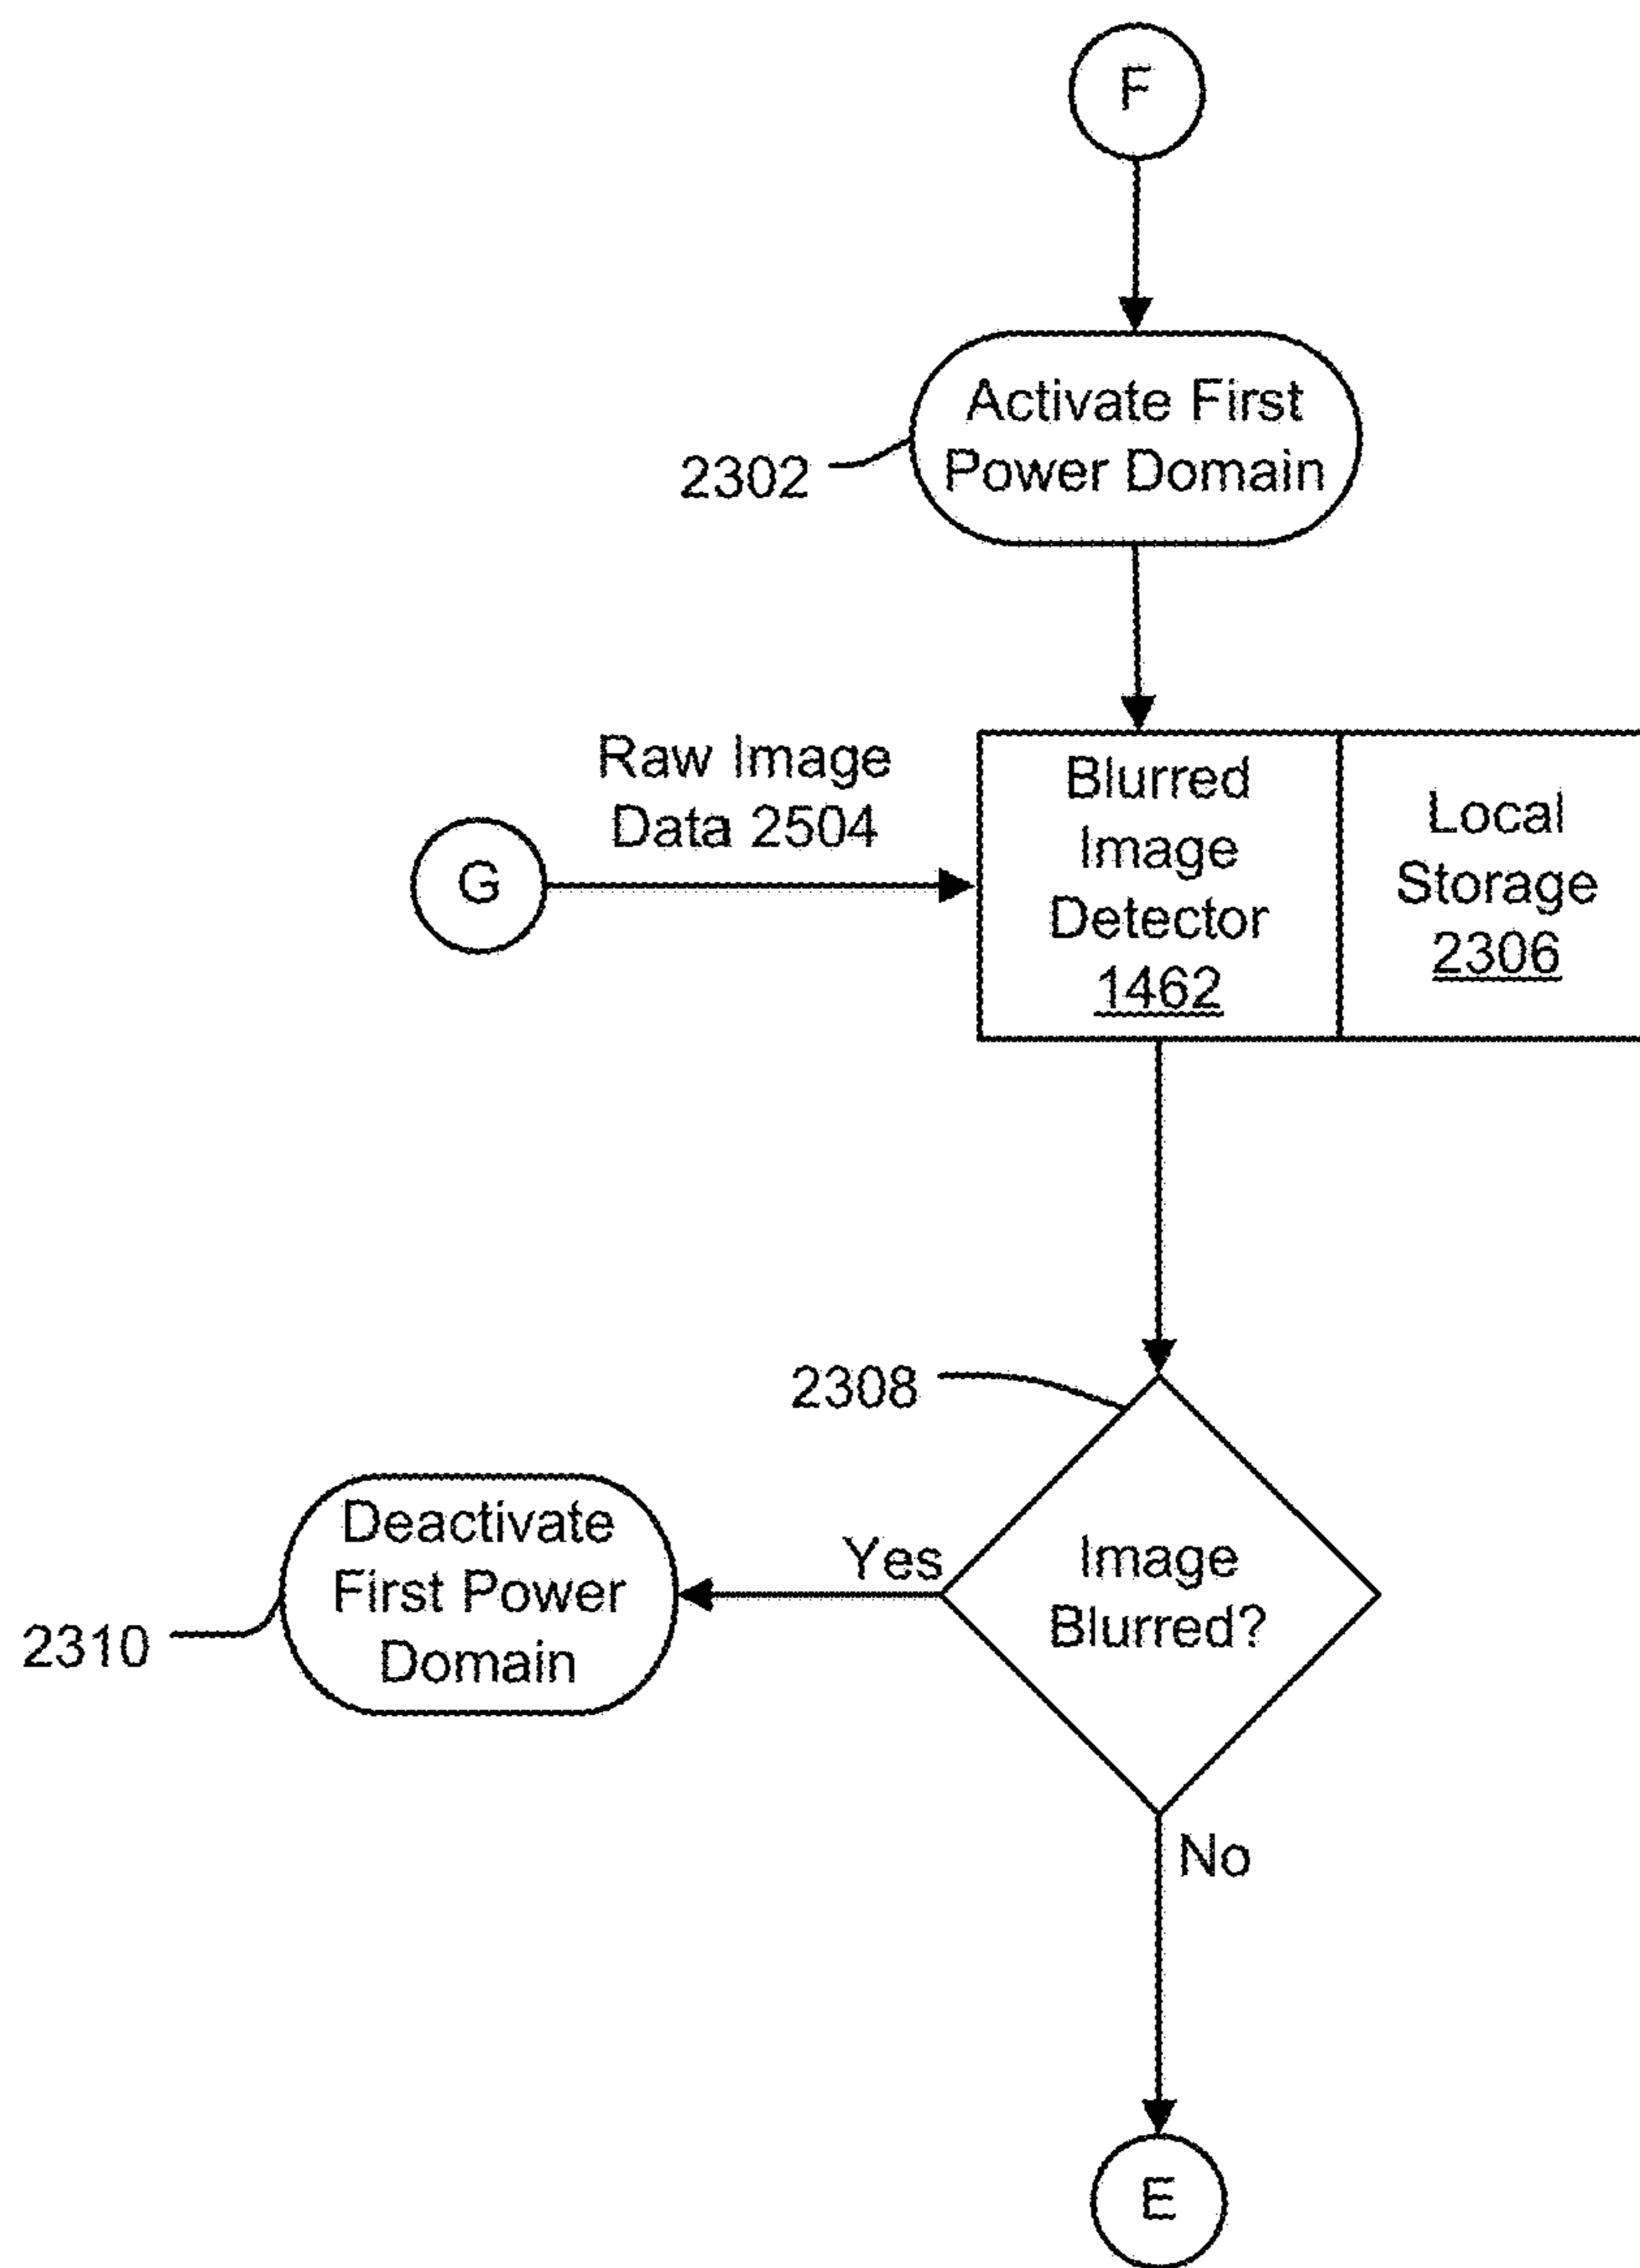 F
Activate First
Power Domain
2302
Raw Image
Data 2504
G
Blurred
Image
Detector
1462
Local
Storage
2306
2308
Image
Blurred?
Yes
Deactivate
First Power
Domain
2310
No
E